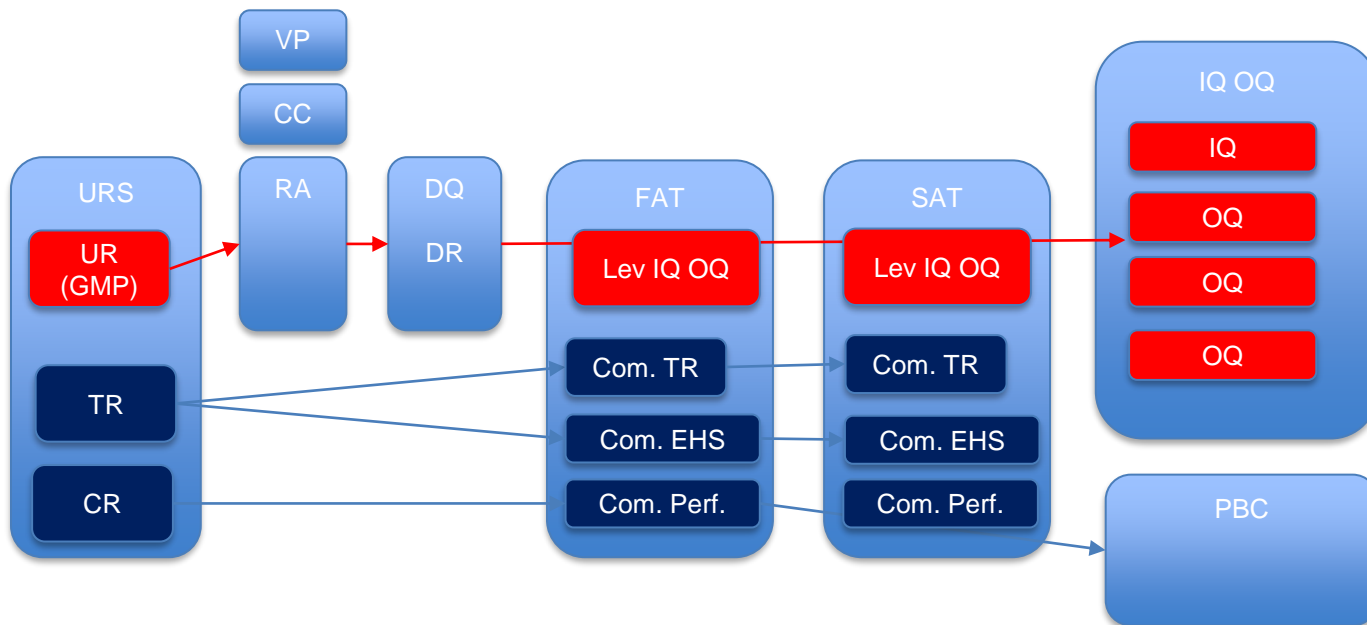 VP
CC
URS
UR
(GMP)
TR
CR
RA
DQ
DR
FAT
Lev IQ OQ
Com. TR
Com. EHS
Com. Perf.
SAT
Lev IQ OQ
Com. TR
Com. EHS
Com. Perf.
IQ OQ
IQ
OQ
OQ
OQ
PBC